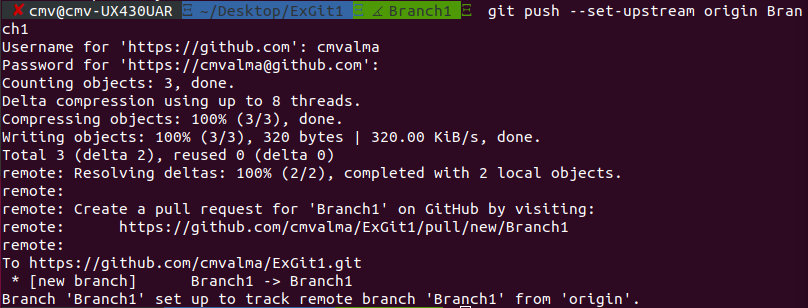 ✘ cmv@cmv-UX430UAR ~/Desktop/ExGit1 Branch1 git push --set-upstream origin Bran
ch1
Username for 'https://github.com': cmvalma
Password for 'https://cmvalma@github.com':
Counting objects: 3, done.
Delta compression using up to 8 threads.
Compressing objects: 100% (3/3), done.
Writing objects: 100% (3/3), 320 bytes | 320.00 KiB/s, done.
Total 3 (delta 2), reused 0 (delta 0)
remote: Resolving deltas: 100% (2/2), completed with 2 local objects.
remote:
remote: Create a pull request for 'Branch1' on GitHub by visiting:
remote:      https://github.com/cmvalma/ExGit1/pull/new/Branch1
remote:
To https://github.com/cmvalma/ExGit1.git
 * [new branch]      Branch1 -> Branch1
Branch 'Branch1' set up to track remote branch 'Branch1' from 'origin'.